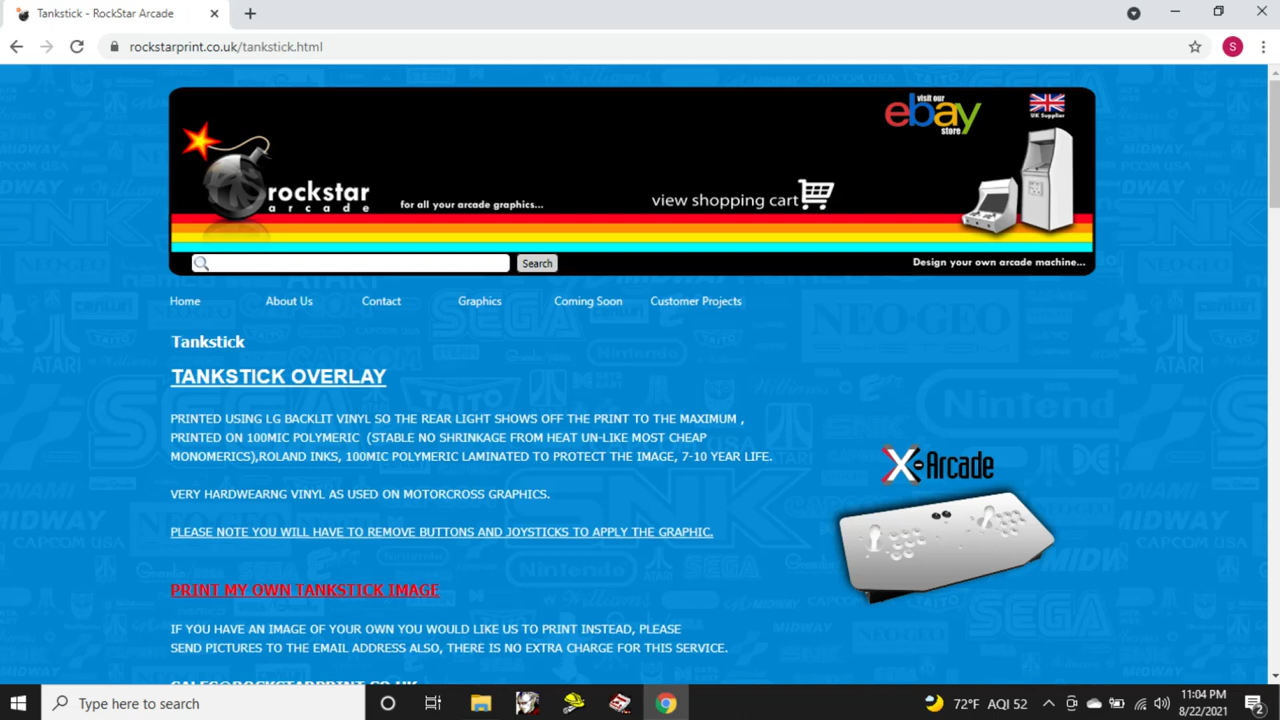 Tankstick - RockStar Arcade
rockstarprint.co.uk/tankstick.html
S
visit our
ebay
store
UK Supplier
rockstar
arcade
for all your arcade graphics...
view shopping cart
Search
Design your own arcade machine...
Home
About Us
Contact
Graphics
Coming Soon
Customer Projects
Tankstick
TANKSTICK OVERLAY
PRINTED USING LG BACKLIT VINYL SO THE REAR LIGHT SHOWS OFF THE PRINT TO THE MAXIMUM ,
PRINTED ON 100MIC POLYMERIC (STABLE NO SHRINKAGE FROM HEAT UN-LIKE MOST CHEAP
MONOMERICS),ROLAND INKS, 100MIC POLYMERIC LAMINATED TO PROTECT THE IMAGE, 7-10 YEAR LIFE.
VERY HARDWEARNG VINYL AS USED ON MOTORCROSS GRAPHICS.
PLEASE NOTE YOU WILL HAVE TO REMOVE BUTTONS AND JOYSTICKS TO APPLY THE GRAPHIC.
X-Arcade
PRINT MY OWN TANKSTICK IMAGE
IF YOU HAVE AN IMAGE OF YOUR OWN YOU WOULD LIKE US TO PRINT INSTEAD, PLEASE
SEND PICTURES TO THE EMAIL ADDRESS ALSO, THERE IS NO EXTRA CHARGE FOR THIS SERVICE.
SALES@ROCKSTARPRINT.CO.UK
Type here to search
72°F AQI 52
11:04 PM
8/22/2021
2